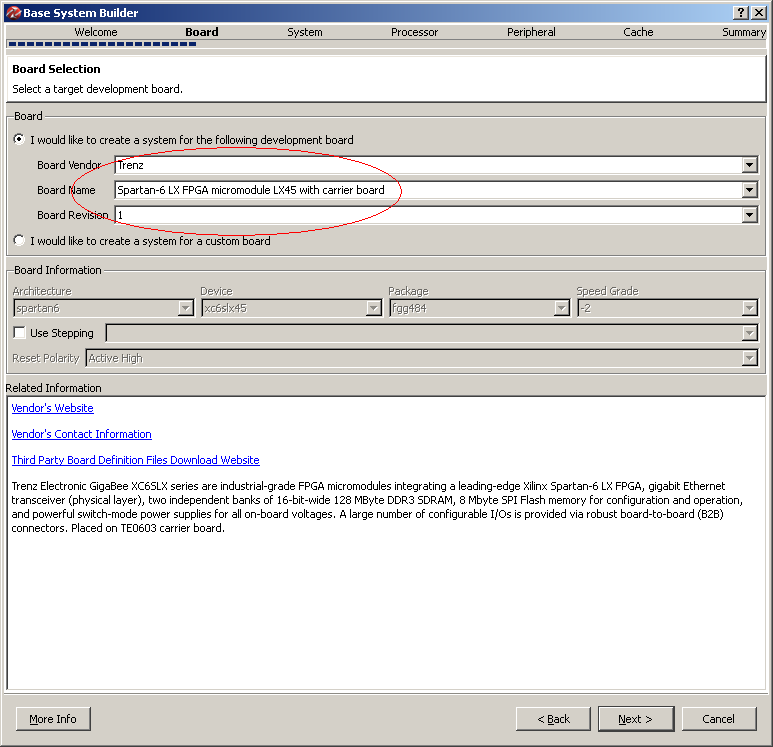 Base System Builder
Welcome Board System Processor Peripheral Cache Summary
Board Selection
Select a target development board.
Board
I would like to create a system for the following development board
Board Vendor Trenz
Board Name Spartan-6 LX FPGA micromodule LX45 with carrier board
Board Revision 1
I would like to create a system for a custom board
Board Information
Architecture Device Package Speed Grade
spartan6 xc6slx45 fgg484 -2
Use Stepping
Reset Polarity Active High
Related Information
Vendor's Website
Vendor's Contact Information
Third Party Board Definition Files Download Website
Trenz Electronic GigaBee XC6SLX series are industrial-grade FPGA micromodules integrating a leading-edge Xilinx Spartan-6 LX FPGA, gigabit Ethernet
transceiver (physical layer), two independent banks of 16-bit-wide 128 MByte DDR3 SDRAM, 8 Mbyte SPI Flash memory for configuration and operation,
and powerful switch-mode power supplies for all on-board voltages. A large number of configurable I/Os is provided via robust board-to-board (B2B)
connectors. Placed on TE0603 carrier board.
More Info < Back Next > Cancel